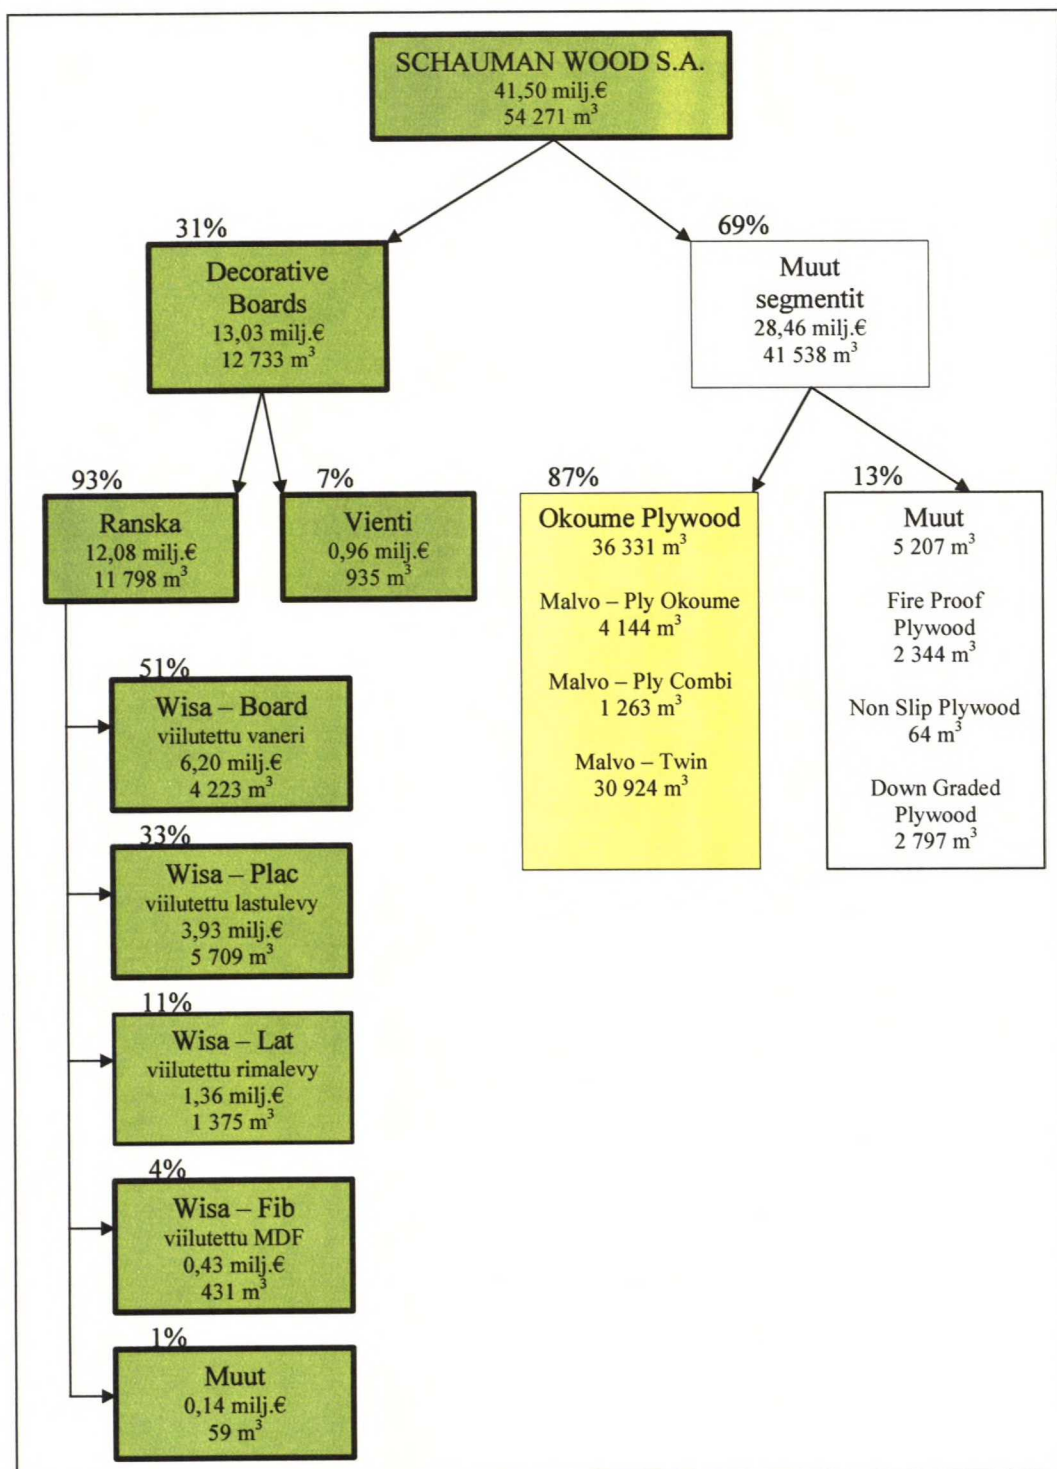 SCHAUMAN WOOD S.A.
41,50 milj.€
54 271 m³
31%
Decorative
Boards
13,03 milj.€
12 733 m³
69%
Muut
segmentit
28,46 milj.€
41 538 m³
93%
Ranska
12,08 milj.€
11 798 m³
7%
Vienti
0,96 milj.€
935 m³
87%
Okoume Plywood
36 331 m³
Malvo – Ply Okoume
4 144 m³
Malvo – Ply Combi
1 263 m³
Malvo – Twin
30 924 m³
13%
Muut
5 207 m³
Fire Proof
Plywood
2 344 m³
Non Slip Plywood
64 m³
Down Graded
Plywood
2 797 m³
51%
Wisa – Board
viilutettu vaneri
6,20 milj.€
4 223 m³
33%
Wisa – Plac
viilutettu lastulevy
3,93 milj.€
5 709 m³
11%
Wisa – Lat
viilutettu rimalevy
1,36 milj.€
1 375 m³
4%
Wisa – Fib
viilutettu MDF
0,43 milj.€
431 m³
1%
Muut
0,14 milj.€
59 m³